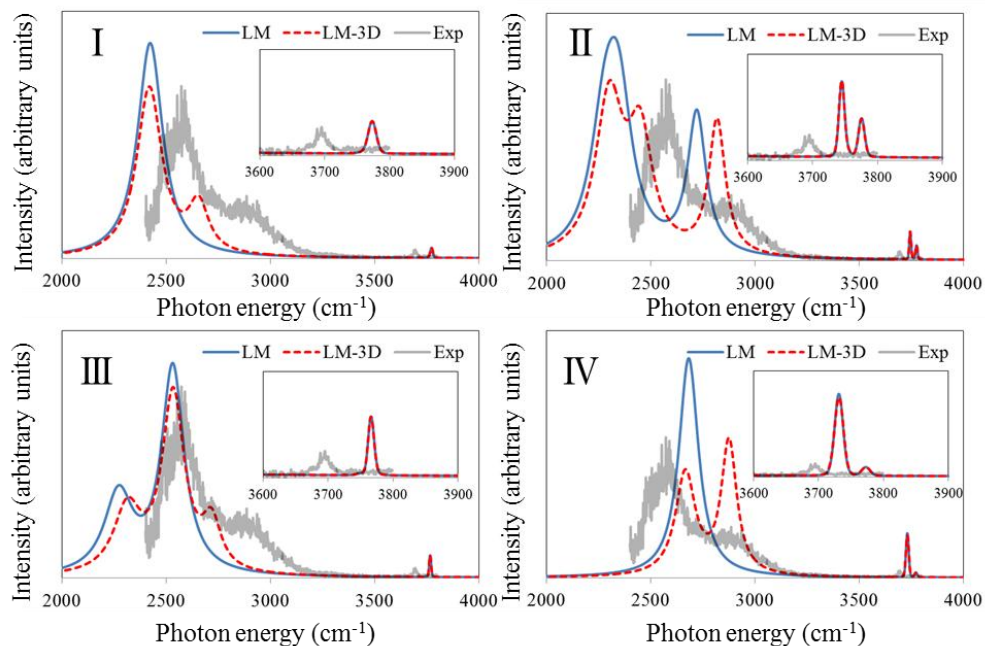 Ⅰ
LM LM-3D Exp
3600 3700 3800 3900
Intensity (arbitrary units)
2000 2500 3000 3500 4000
Photon energy (cm-1)
Ⅱ
LM LM-3D Exp
3600 3700 3800 3900
Intensity (arbitrary units)
2000 2500 3000 3500 4000
Photon energy (cm-1)
Ⅲ
LM LM-3D Exp
3600 3700 3800 3900
Intensity (arbitrary units)
2000 2500 3000 3500 4000
Photon energy (cm-1)
Ⅳ
LM LM-3D Exp
3600 3700 3800 3900
Intensity (arbitrary units)
2000 2500 3000 3500 4000
Photon energy (cm-1)